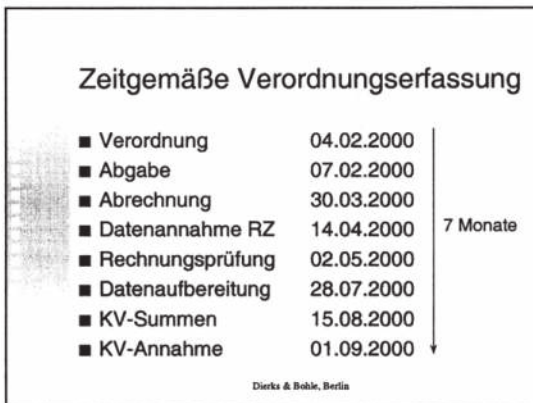 Zeitgemäße Verordnungserfassung
■ Verordnung 04.02.2000
■ Abgabe 07.02.2000
■ Abrechnung 30.03.2000
■ Datenannahme RZ 14.04.2000
■ Rechnungsprüfung 02.05.2000
■ Datenaufbereitung 28.07.2000
■ KV-Summen 15.08.2000
■ KV-Annahme 01.09.2000
7 Monate
Dierks & Bohle, Berlin